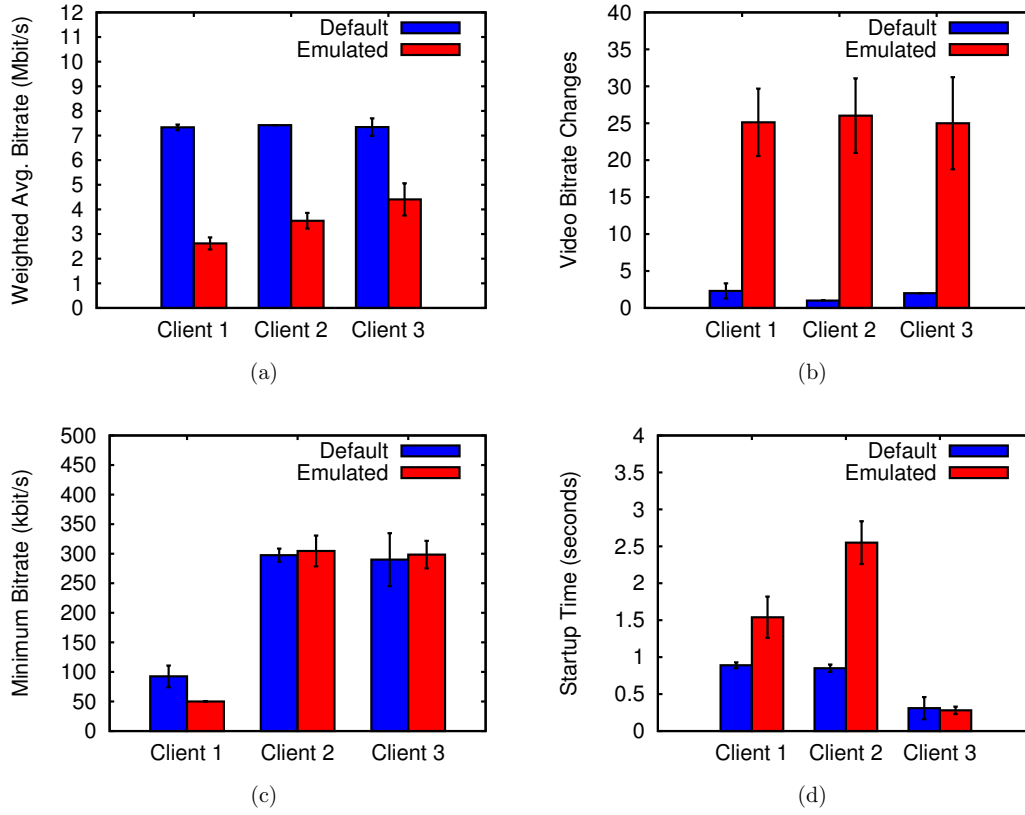 Weighted Avg. Bitrate (Mbit/s)
12
11
10
9
8
7
6
5
4
3
2
1
0
Default
Emulated
Client 1 Client 2 Client 3
(a)
Video Bitrate Changes
40
35
30
25
20
15
10
5
0
Default
Emulated
Client 1 Client 2 Client 3
(b)
Minimum Bitrate (kbit/s)
500
450
400
350
300
250
200
150
100
50
0
Default
Emulated
Client 1 Client 2 Client 3
(c)
Startup Time (seconds)
4
3.5
3
2.5
2
1.5
1
0.5
0
Default
Emulated
Client 1 Client 2 Client 3
(d)